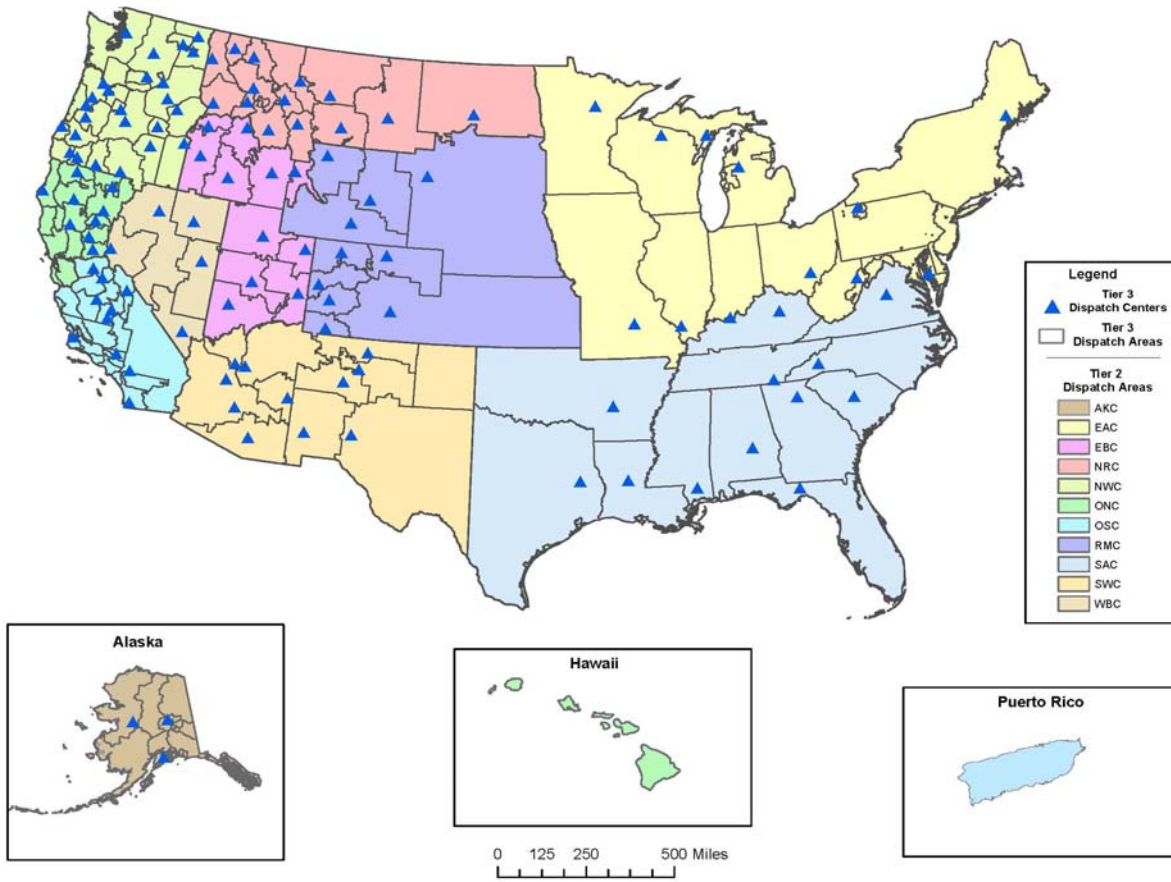 Legend
Tier 3
Dispatch Centers
Tier 3
Dispatch Areas
Tier 2
Dispatch Areas
AKC
EAC
EBC
NRC
NWC
ONC
OSC
RMC
SAC
SWC
WBC
Alaska
Hawaii
Puerto Rico
0 125 250 500 Miles